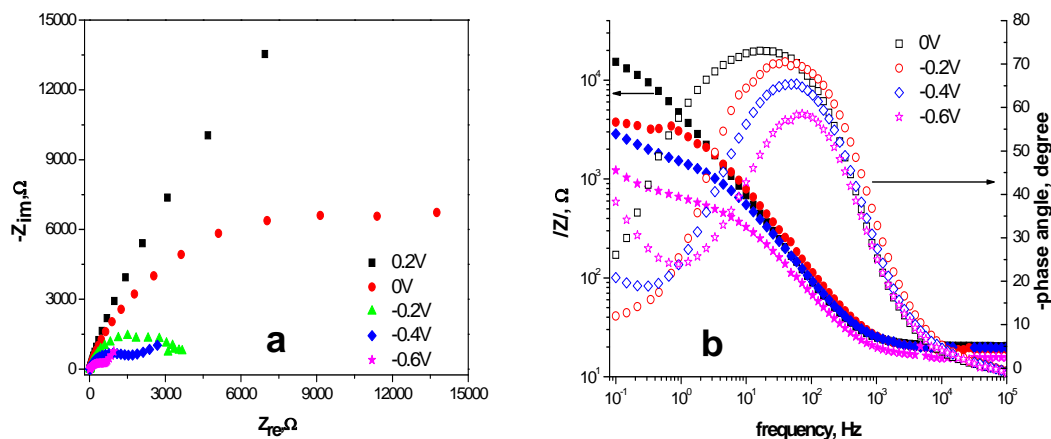 15000
12000
9000
6000
3000
0
-Z_im,Ω
0 3000 6000 9000 12000 15000
Z_re,Ω
0.2V
0V
-0.2V
-0.4V
-0.6V
a
10^4
10^3
10^2
10^1
/Z/, Ω
10^-1 10^0 10^1 10^2 10^3 10^4 10^5
frequency, Hz
80
70
60
50
40
30
20
10
0
-phase angle, degree
0V
-0.2V
-0.4V
-0.6V
b